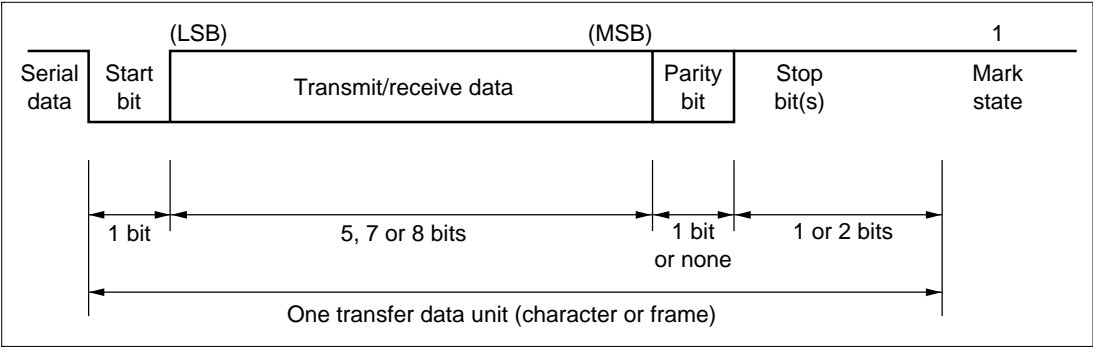 (LSB) (MSB) 1
Serial data
Start bit
Transmit/receive data
Parity bit
Stop bit(s)
Mark state
1 bit
5, 7 or 8 bits
1 bit or none
1 or 2 bits
One transfer data unit (character or frame)